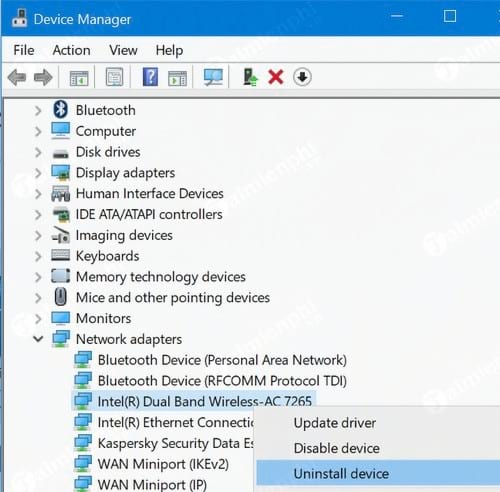 Device Manager
File Action View Help
Bluetooth
Computer
Disk drives
Display adapters
Human Interface Devices
IDE ATA/ATAPI controllers
Imaging devices
Keyboards
Memory technology devices
Mice and other pointing devices
Monitors
Network adapters
Bluetooth Device (Personal Area Network)
Bluetooth Device (RFCOMM Protocol TDI)
Intel(R) Dual Band Wireless-AC 7265
Intel(R) Ethernet Connectio
Update driver
Kaspersky Security Data Es
Disable device
WAN Miniport (IKEv2)
Uninstall device
WAN Miniport (IP)